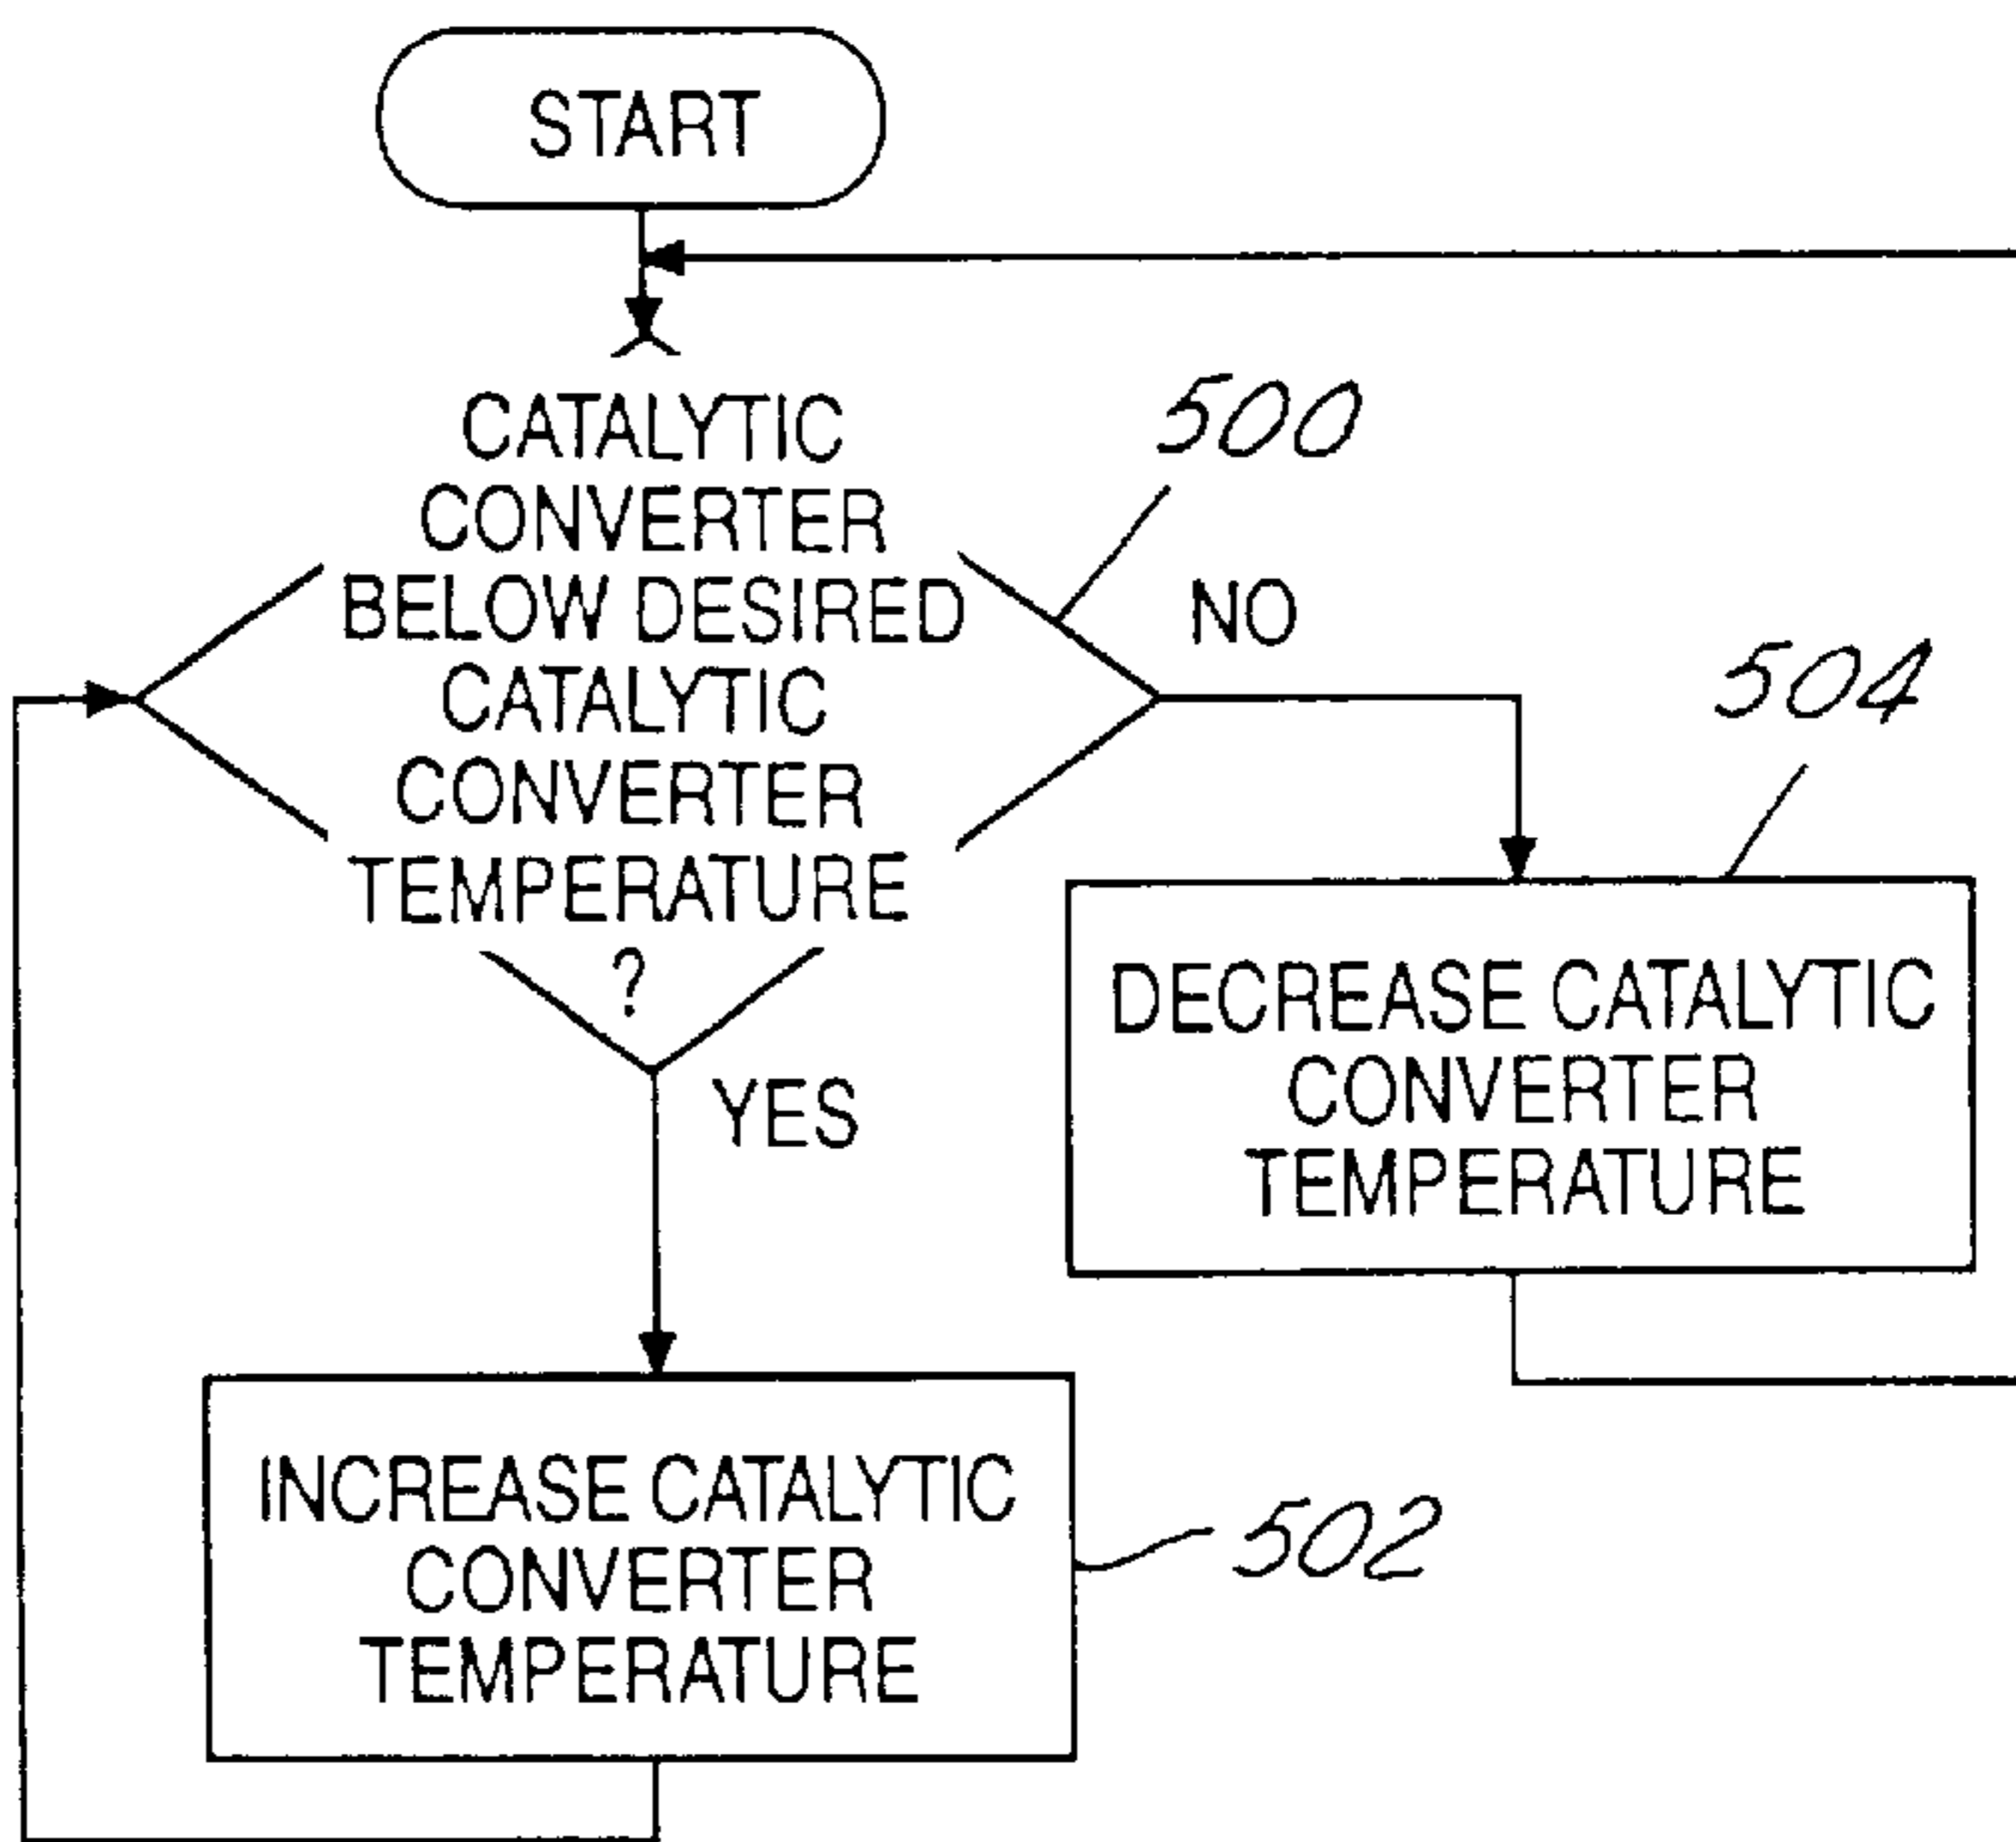 START
CATALYTIC
CONVERTER
BELOW DESIRED
CATALYTIC
CONVERTER
TEMPERATURE
?
500
NO
YES
504
DECREASE CATALYTIC
CONVERTER
TEMPERATURE
INCREASE CATALYTIC
CONVERTER
TEMPERATURE
502